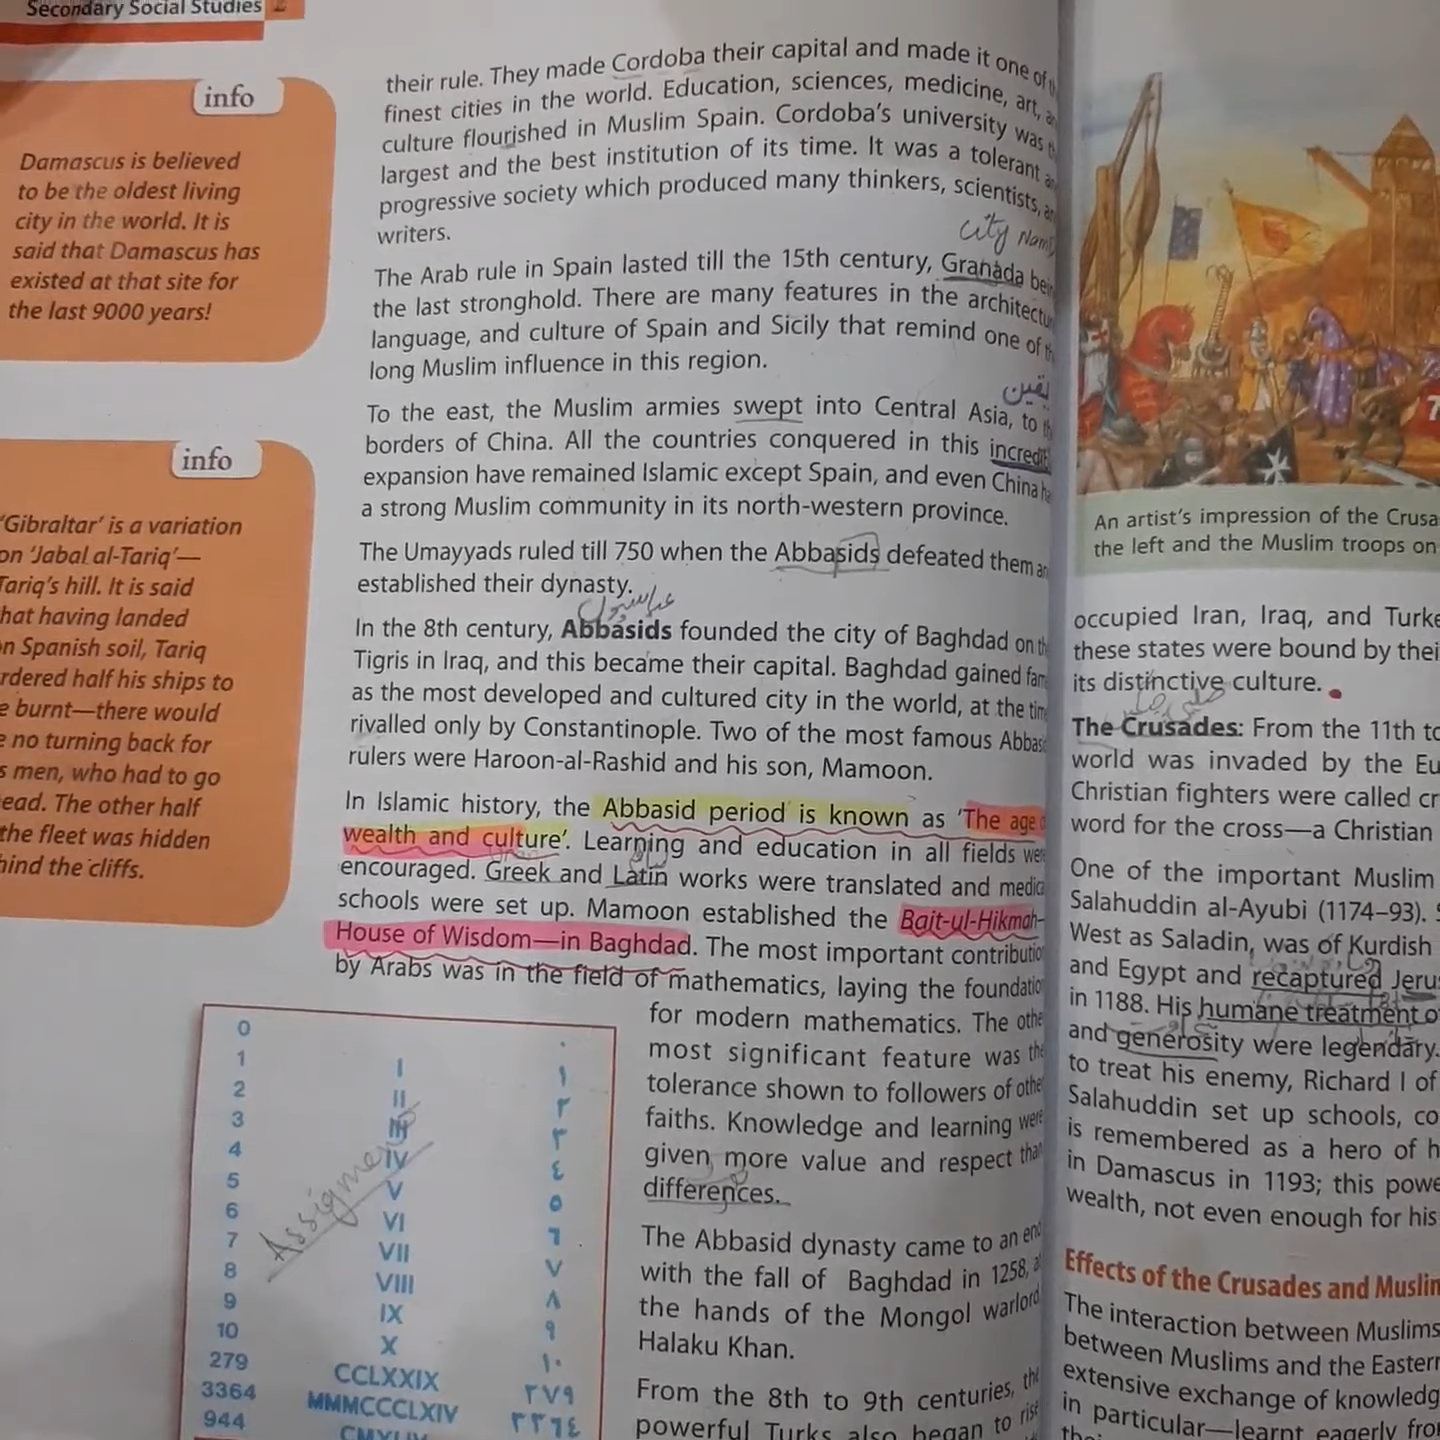 Secondary Social Studies 2
info
Damascus is believed
to be the oldest living
city in the world. It is
said that Damascus has
existed at that site for
the last 9000 years!
info
'Gibraltar' is a variation
on 'Jabal al-Tariq'—
Tariq's hill. It is said
that having landed
on Spanish soil, Tariq
ordered half his ships to
be burnt—there would
be no turning back for
his men, who had to go
ahead. The other half
the fleet was hidden
behind the cliffs.
their rule. They made Cordoba their capital and made it one of
finest cities in the world. Education, sciences, medicine, art,
culture flourished in Muslim Spain. Cordoba's university was
largest and the best institution of its time. It was a tolerant
progressive society which produced many thinkers, scientists,
writers.
city Name
The Arab rule in Spain lasted till the 15th century, Granada being
the last stronghold. There are many features in the architecture
language, and culture of Spain and Sicily that remind one of
long Muslim influence in this region.
یقین
To the east, the Muslim armies swept into Central Asia, to
borders of China. All the countries conquered in this incredi
expansion have remained Islamic except Spain, and even China
a strong Muslim community in its north-western province.
The Umayyads ruled till 750 when the Abbasids defeated them
established their dynasty.
In the 8th century, Abbasids founded the city of Baghdad on
Tigris in Iraq, and this became their capital. Baghdad gained fam
as the most developed and cultured city in the world, at the tim
rivalled only by Constantinople. Two of the most famous Abbas
rulers were Haroon-al-Rashid and his son, Mamoon.
In Islamic history, the Abbasid period is known as 'The age
wealth and culture'. Learning and education in all fields wer
encouraged. Greek and Latin works were translated and medica
schools were set up. Mamoon established the Bait-ul-Hikmah—
House of Wisdom—in Baghdad. The most important contribution
by Arabs was in the field of mathematics, laying the foundation
for modern mathematics. The othe
most significant feature was the
tolerance shown to followers of othe
faiths. Knowledge and learning were
given more value and respect than
differences.
The Abbasid dynasty came to an end
with the fall of Baghdad in 1258,
the hands of the Mongol warlord
Halaku Khan.
From the 8th to 9th centuries, the
powerful Turks also began to rise
0 ٠
1 I ١
2 II ٢
3 III ٣
4 IV ٤
5 V ٥
6 VI ٦
7 VII ٧
8 VIII ٨
9 IX ٩
10 X ١٠
279 CCLXXIX ٢٧٩
3364 MMMCCCLXIV ٣٣٦٤
944 CMXLIV
Assignment
An artist's impression of the Crusa
the left and the Muslim troops on
occupied Iran, Iraq, and Turke
these states were bound by thei
its distinctive culture.
The Crusades: From the 11th to
world was invaded by the Eu
Christian fighters were called cr
word for the cross—a Christian
One of the important Muslim
Salahuddin al-Ayubi (1174–93).
West as Saladin, was of Kurdish
and Egypt and recaptured Jeru
in 1188. His humane treatment o
and generosity were legendary.
to treat his enemy, Richard I of
Salahuddin set up schools, co
is remembered as a hero of h
in Damascus in 1193; this powe
wealth, not even enough for his
Effects of the Crusades and Muslim
The interaction between Muslims
between Muslims and the Eastern
extensive exchange of knowledg
in particular—learnt eagerly fro